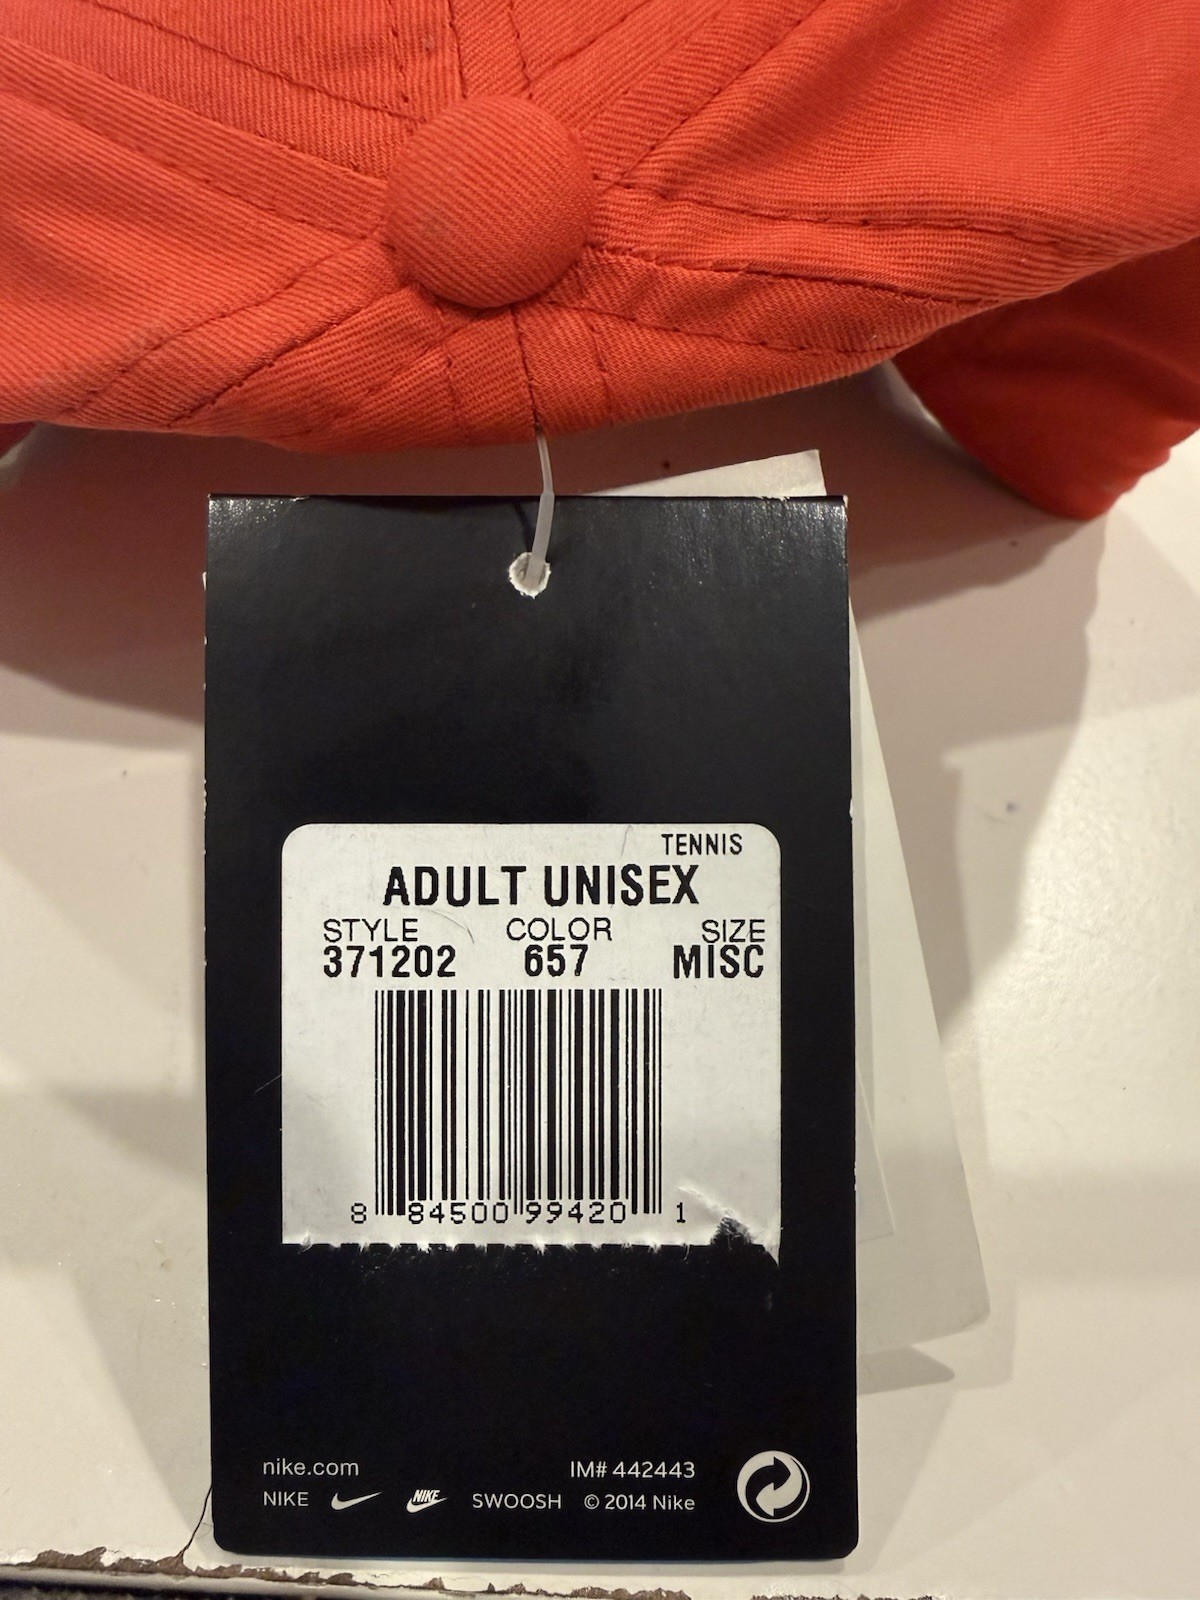 TENNIS
ADULT UNISEX
STYLE COLOR SIZE
371202 657 MISC
8 84500 99420 1
nike.com IM# 442443
NIKE NIKE SWOOSH © 2014 Nike